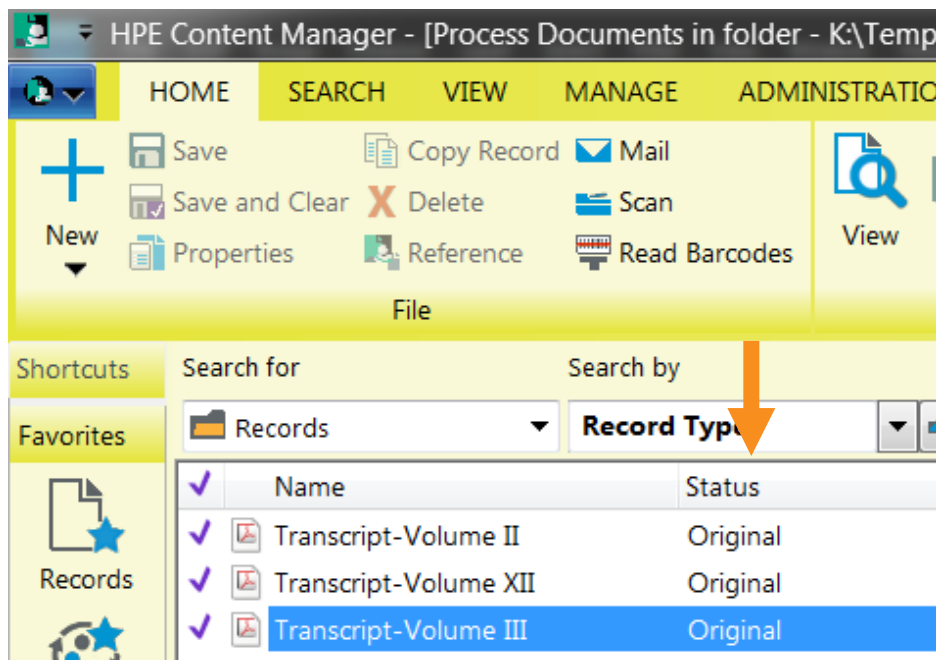 HPE Content Manager - [Process Documents in folder - K:\Temp
HOME SEARCH VIEW MANAGE ADMINISTRATIO
Save Copy Record Mail
Save and Clear Delete Scan
New View
Properties Reference Read Barcodes
File
Shortcuts Search for Search by
Favorites Records Record Type
Name Status
Transcript-Volume II Original
Transcript-Volume XII Original
Records
Transcript-Volume III Original